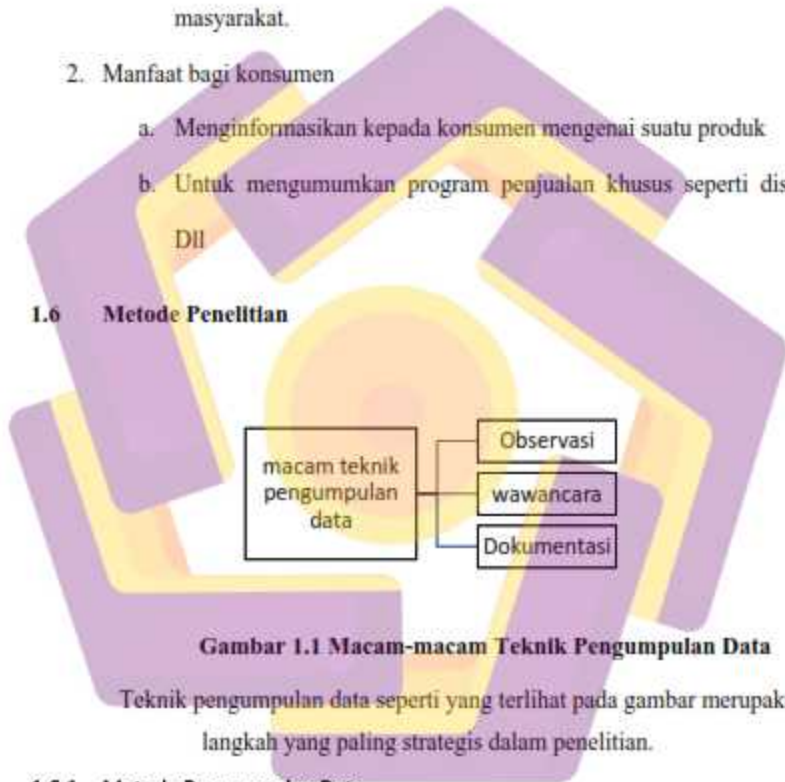 masyarakat.
2. Manfaat bagi konsumen
a. Menginformasikan kepada konsumen mengenai suatu produk
b. Untuk mengumumkan program penjualan khusus seperti dis
Dll
1.6 Metode Penelitian
macam teknik
pengumpulan
data
Observasi
wawancara
Dokumentasi
Gambar 1.1 Macam-macam Teknik Pengumpulan Data
Teknik pengumpulan data seperti yang terlihat pada gambar merupak
langkah yang paling strategis dalam penelitian.